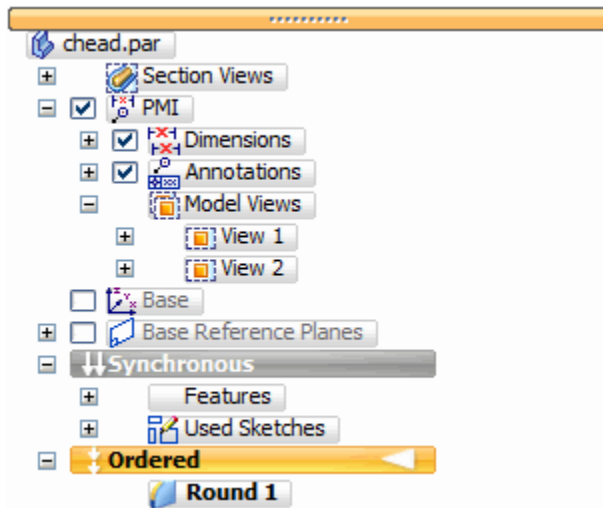 chead.par
Section Views
PMI
Dimensions
Annotations
Model Views
View 1
View 2
Base
Base Reference Planes
Synchronous
Features
Used Sketches
Ordered
Round 1